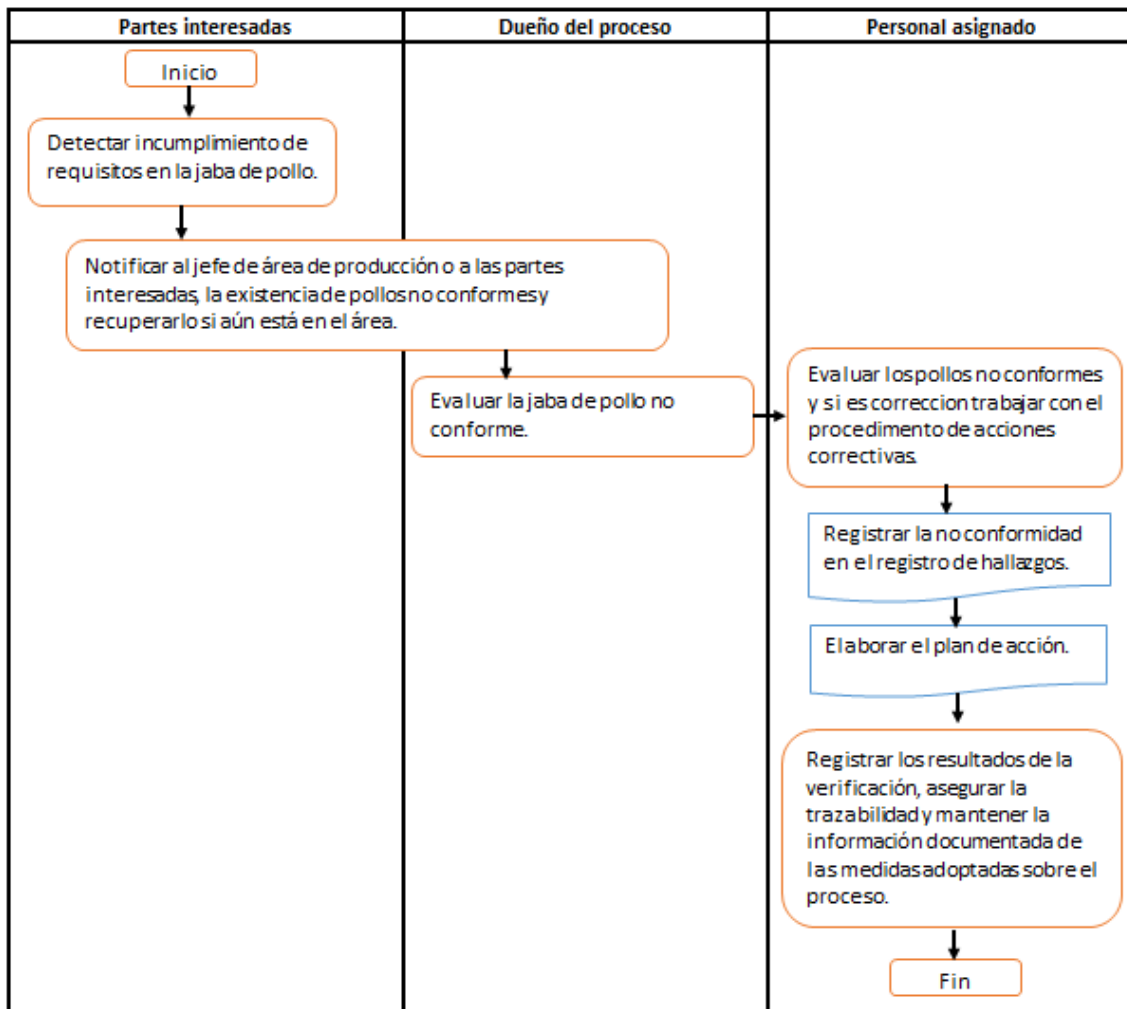 Partes interesadas
Dueño del proceso
Personal asignado
Inicio
Detectar incumplimiento de
requisitos en la jaba de pollo.
Notificar al jefe de área de producción o a las partes
interesadas, la existencia de pollos no conformes y
recuperarlo si aún está en el área.
Evaluar la jaba de pollo no
conforme.
Evaluar los pollos no conformes
y si es correccion trabajar con el
procedimento de acciones
correctivas.
Registrar la no conformidad
en el registro de hallazgos.
Elaborar el plan de acción.
Registrar los resultados de la
verificación, asegurar la
trazabilidad y mantener la
información documentada de
las medidas adoptadas sobre el
proceso.
Fin